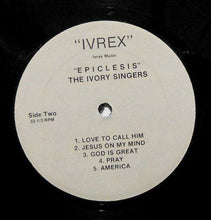 "IVREX"
Ivrex Music
"EPICLESIS"
THE IVORY SINGERS
Side Two
33 1/3 RPM
1. LOVE TO CALL HIM
2. JESUS ON MY MIND
3. GOD IS GREAT
4. PRAY
5. AMERICA